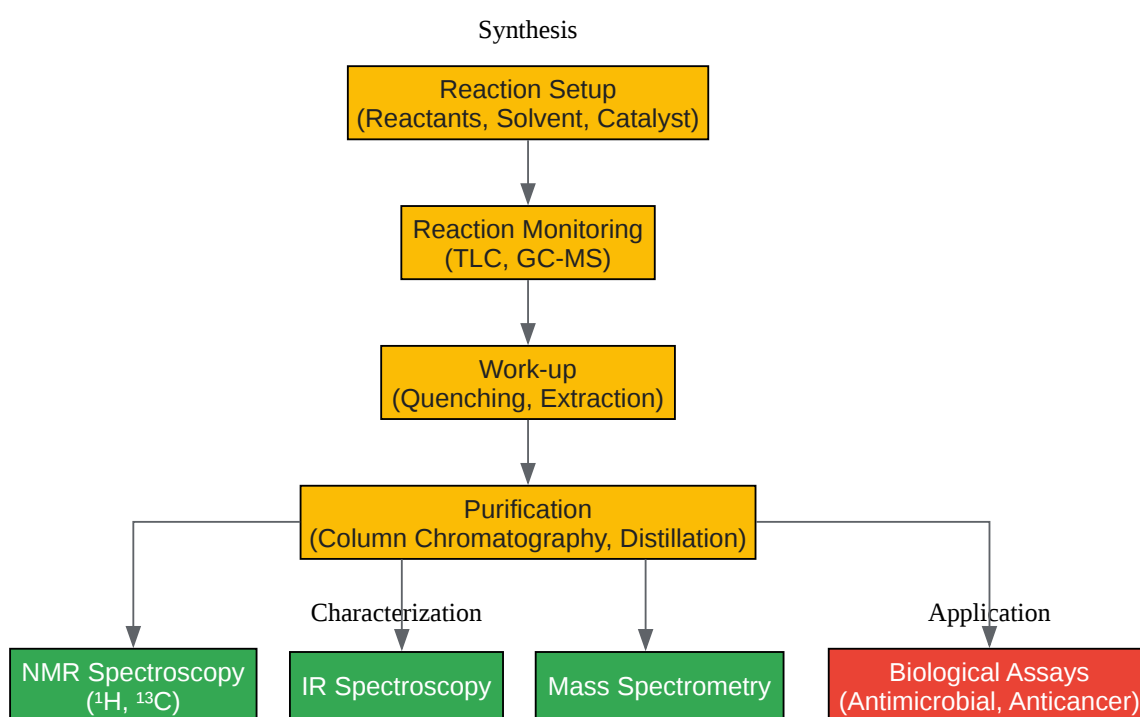 Synthesis
Reaction Setup
(Reactants, Solvent, Catalyst)
Reaction Monitoring
(TLC, GC-MS)
Work-up
(Quenching, Extraction)
Purification
(Column Chromatography, Distillation)
Characterization
Application
NMR Spectroscopy
(¹H, ¹³C)
IR Spectroscopy
Mass Spectrometry
Biological Assays
(Antimicrobial, Anticancer)